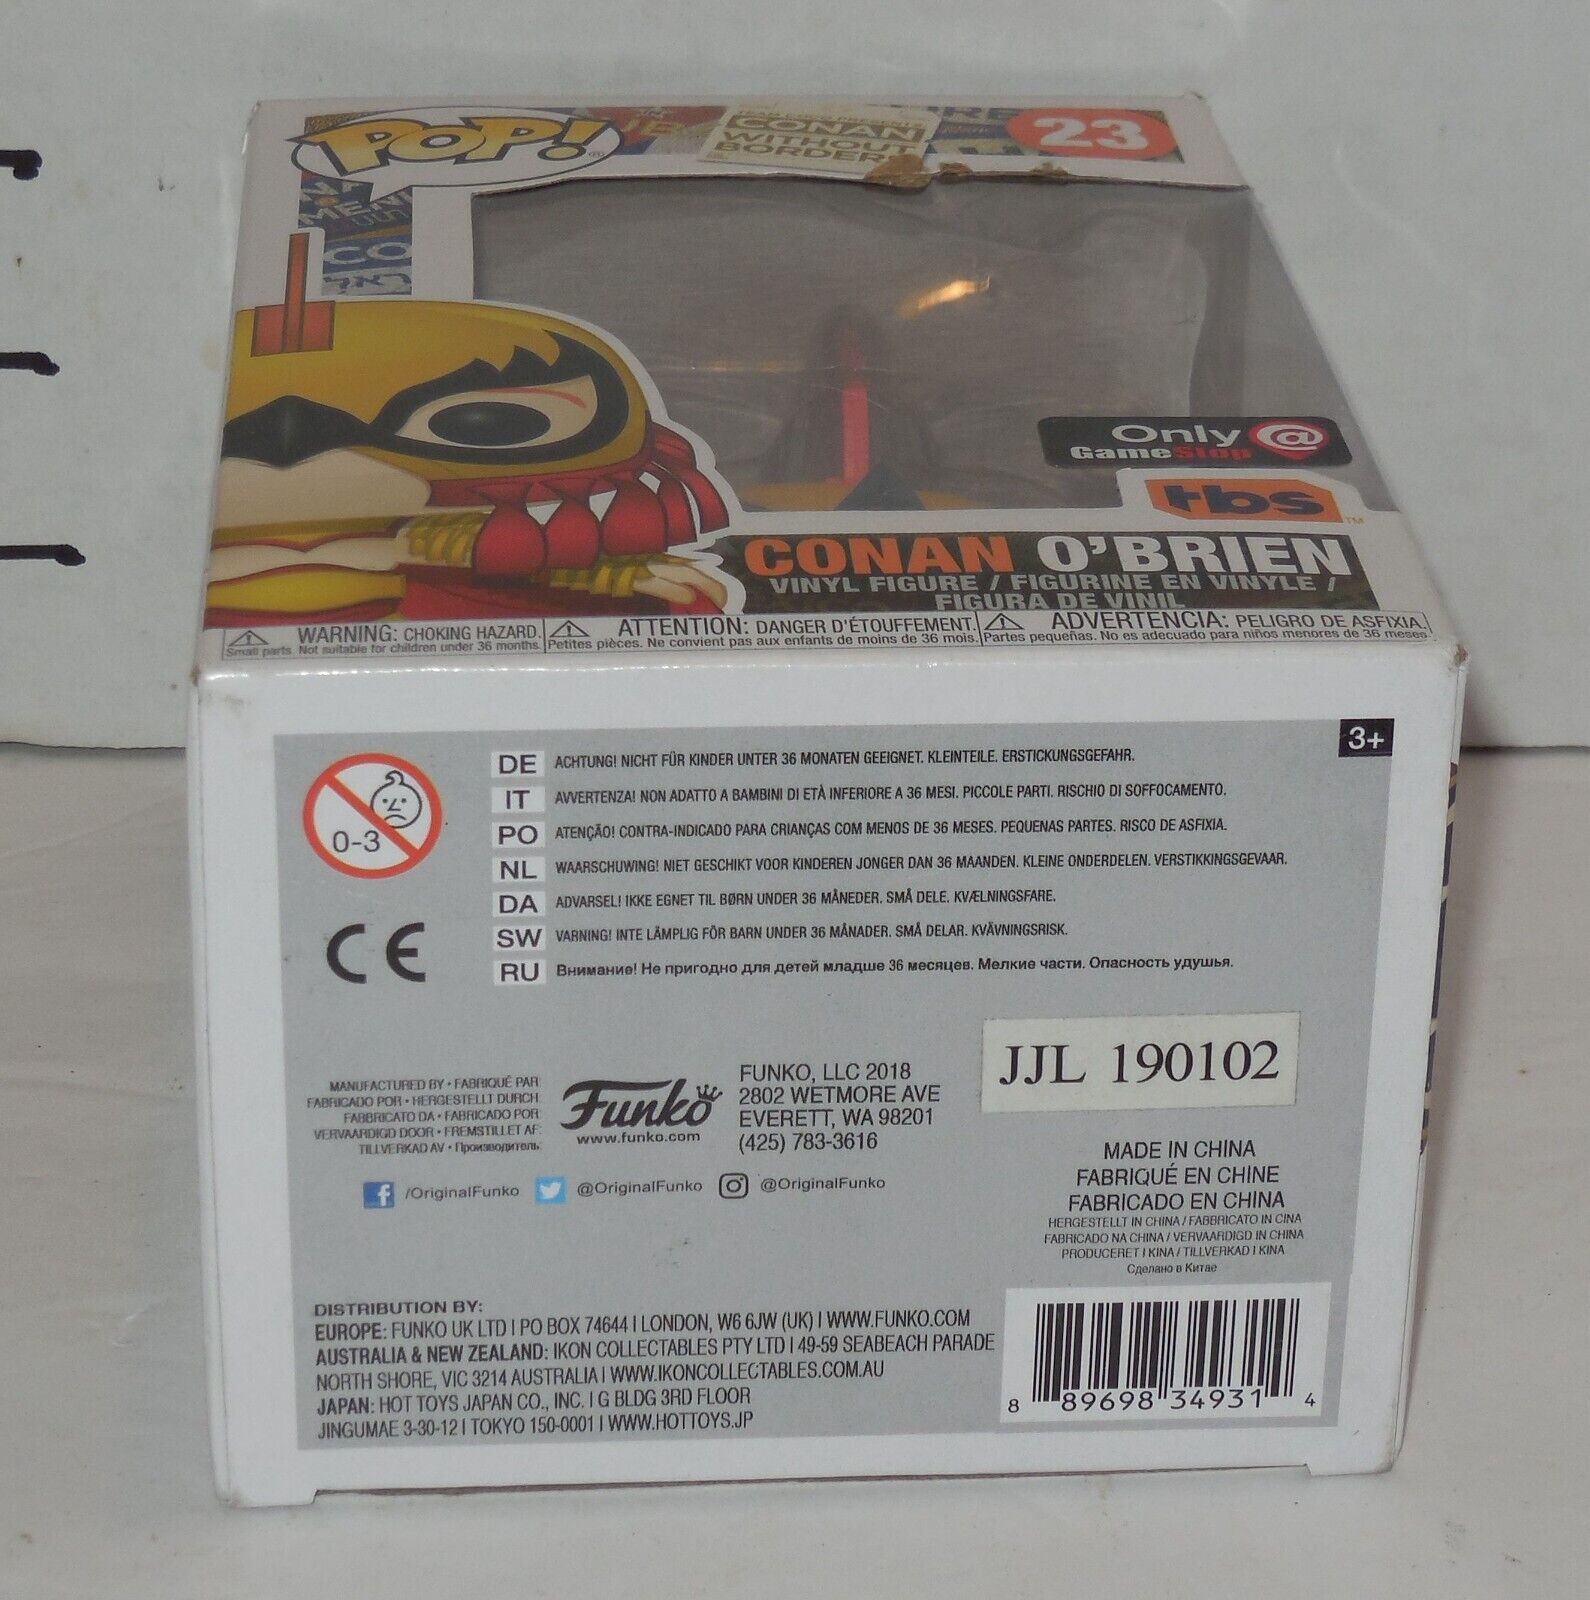 POP!
CONAN
WITHOUT
BORDERS
23
MENU
CO
Only @
GameStop
tbs
TM
CONAN O'BRIEN
VINYL FIGURE / FIGURINE EN VINYLE /
FIGURA DE VINIL
WARNING: CHOKING HAZARD.
Small parts. Not suitable for children under 36 months.
ATTENTION: DANGER D'ÉTOUFFEMENT.
Petites pièces. Ne convient pas aux enfants de moins de 36 mois.
ADVERTENCIA: PELIGRO DE ASFIXIA.
Partes pequeñas. No es adecuado para niños menores de 36 meses
3+
0-3
CE
DE ACHTUNG! NICHT FÜR KINDER UNTER 36 MONATEN GEEIGNET. KLEINTEILE. ERSTICKUNGSGEFAHR.
IT AVVERTENZA! NON ADATTO A BAMBINI DI ETÀ INFERIORE A 36 MESI. PICCOLE PARTI. RISCHIO DI SOFFOCAMENTO.
PO ATENÇÃO! CONTRA-INDICADO PARA CRIANÇAS COM MENOS DE 36 MESES. PEQUENAS PARTES. RISCO DE ASFIXIA.
NL WAARSCHUWING! NIET GESCHIKT VOOR KINDEREN JONGER DAN 36 MAANDEN. KLEINE ONDERDELEN. VERSTIKKINGSGEVAAR.
DA ADVARSEL! IKKE EGNET TIL BØRN UNDER 36 MÅNEDER. SMÅ DELE. KVÆLNINGSFARE.
SW VARNING! INTE LÄMPLIG FÖR BARN UNDER 36 MÅNADER. SMÅ DELAR. KVÄVNINGSRISK.
RU Внимание! Не пригодно для детей младше 36 месяцев. Мелкие части. Опасность удушья.
MANUFACTURED BY • FABRIQUÉ PAR
FABRICADO POR • HERGESTELLT DURCH
FABBRICATO DA • FABRICADO POR
VERVAARDIGD DOOR • FREMSTILLET AF:
TILLVERKAD AV • Производитель:
Funko
www.funko.com
FUNKO, LLC 2018
2802 WETMORE AVE
EVERETT, WA 98201
(425) 783-3616
JJL 190102
/OriginalFunko @OriginalFunko @OriginalFunko
MADE IN CHINA
FABRIQUÉ EN CHINE
FABRICADO EN CHINA
HERGESTELLT IN CHINA / FABBRICATO IN CINA
FABRICADO NA CHINA / VERVAARDIGD IN CHINA
PRODUCERET I KINA / TILLVERKAD I KINA
Сделано в Китае
DISTRIBUTION BY:
EUROPE: FUNKO UK LTD I PO BOX 74644 I LONDON, W6 6JW (UK) I WWW.FUNKO.COM
AUSTRALIA & NEW ZEALAND: IKON COLLECTABLES PTY LTD I 49-59 SEABEACH PARADE
NORTH SHORE, VIC 3214 AUSTRALIA I WWW.IKONCOLLECTABLES.COM.AU
JAPAN: HOT TOYS JAPAN CO., INC. I G BLDG 3RD FLOOR
JINGUMAE 3-30-12 I TOKYO 150-0001 I WWW.HOTTOYS.JP
8 89698 34931 4